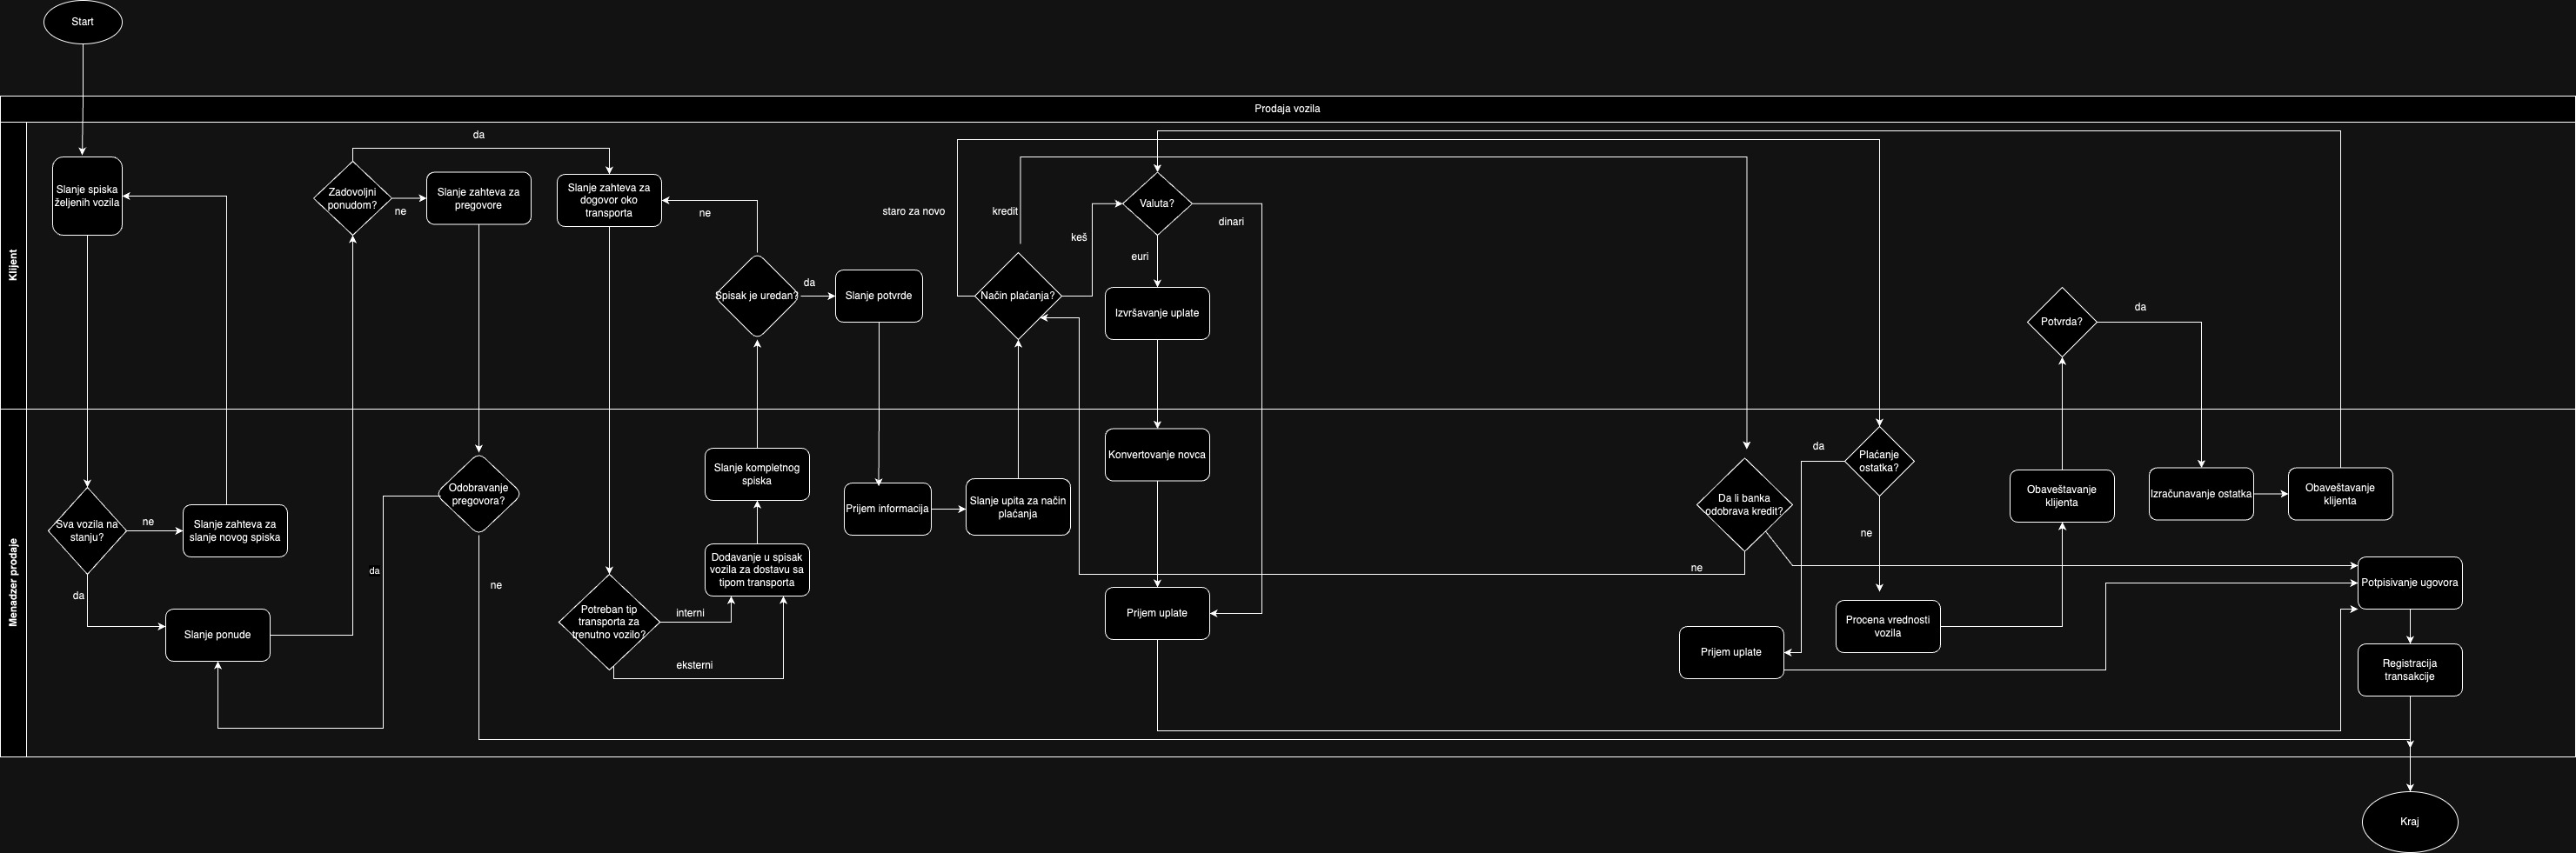 Start
Prodaja vozila
Klijent
Slanje spiska
željenih vozila
Zadovoljni
ponudom?
da
ne
Slanje zahteva za
pregovore
Slanje zahteva za
dogovor oko
transporta
ne
Spisak je uredan?
da
Slanje potvrde
staro za novo
kredit
Način plaćanja?
keš
Valuta?
dinari
euri
Izvršavanje uplate
Potvrda?
da
Menadzer prodaje
Sva vozila na
stanju?
ne
da
Slanje zahteva za
slanje novog spiska
Slanje ponude
da
Odobravanje
pregovora?
ne
Potreban tip
transporta za
trenutno vozilo?
interni
eksterni
Slanje kompletnog
spiska
Dodavanje u spisak
vozila za dostavu sa
tipom transporta
Prijem informacija
Slanje upita za način
plaćanja
Konvertovanje novca
Prijem uplate
Da li banka
odobrava kredit?
ne
Plaćanje
ostatka?
da
ne
Prijem uplate
Procena vrednosti
vozila
Obaveštavanje
klijenta
Izračunavanje ostatka
Obaveštavanje
klijenta
Potpisivanje ugovora
Registracija
transakcije
Kraj